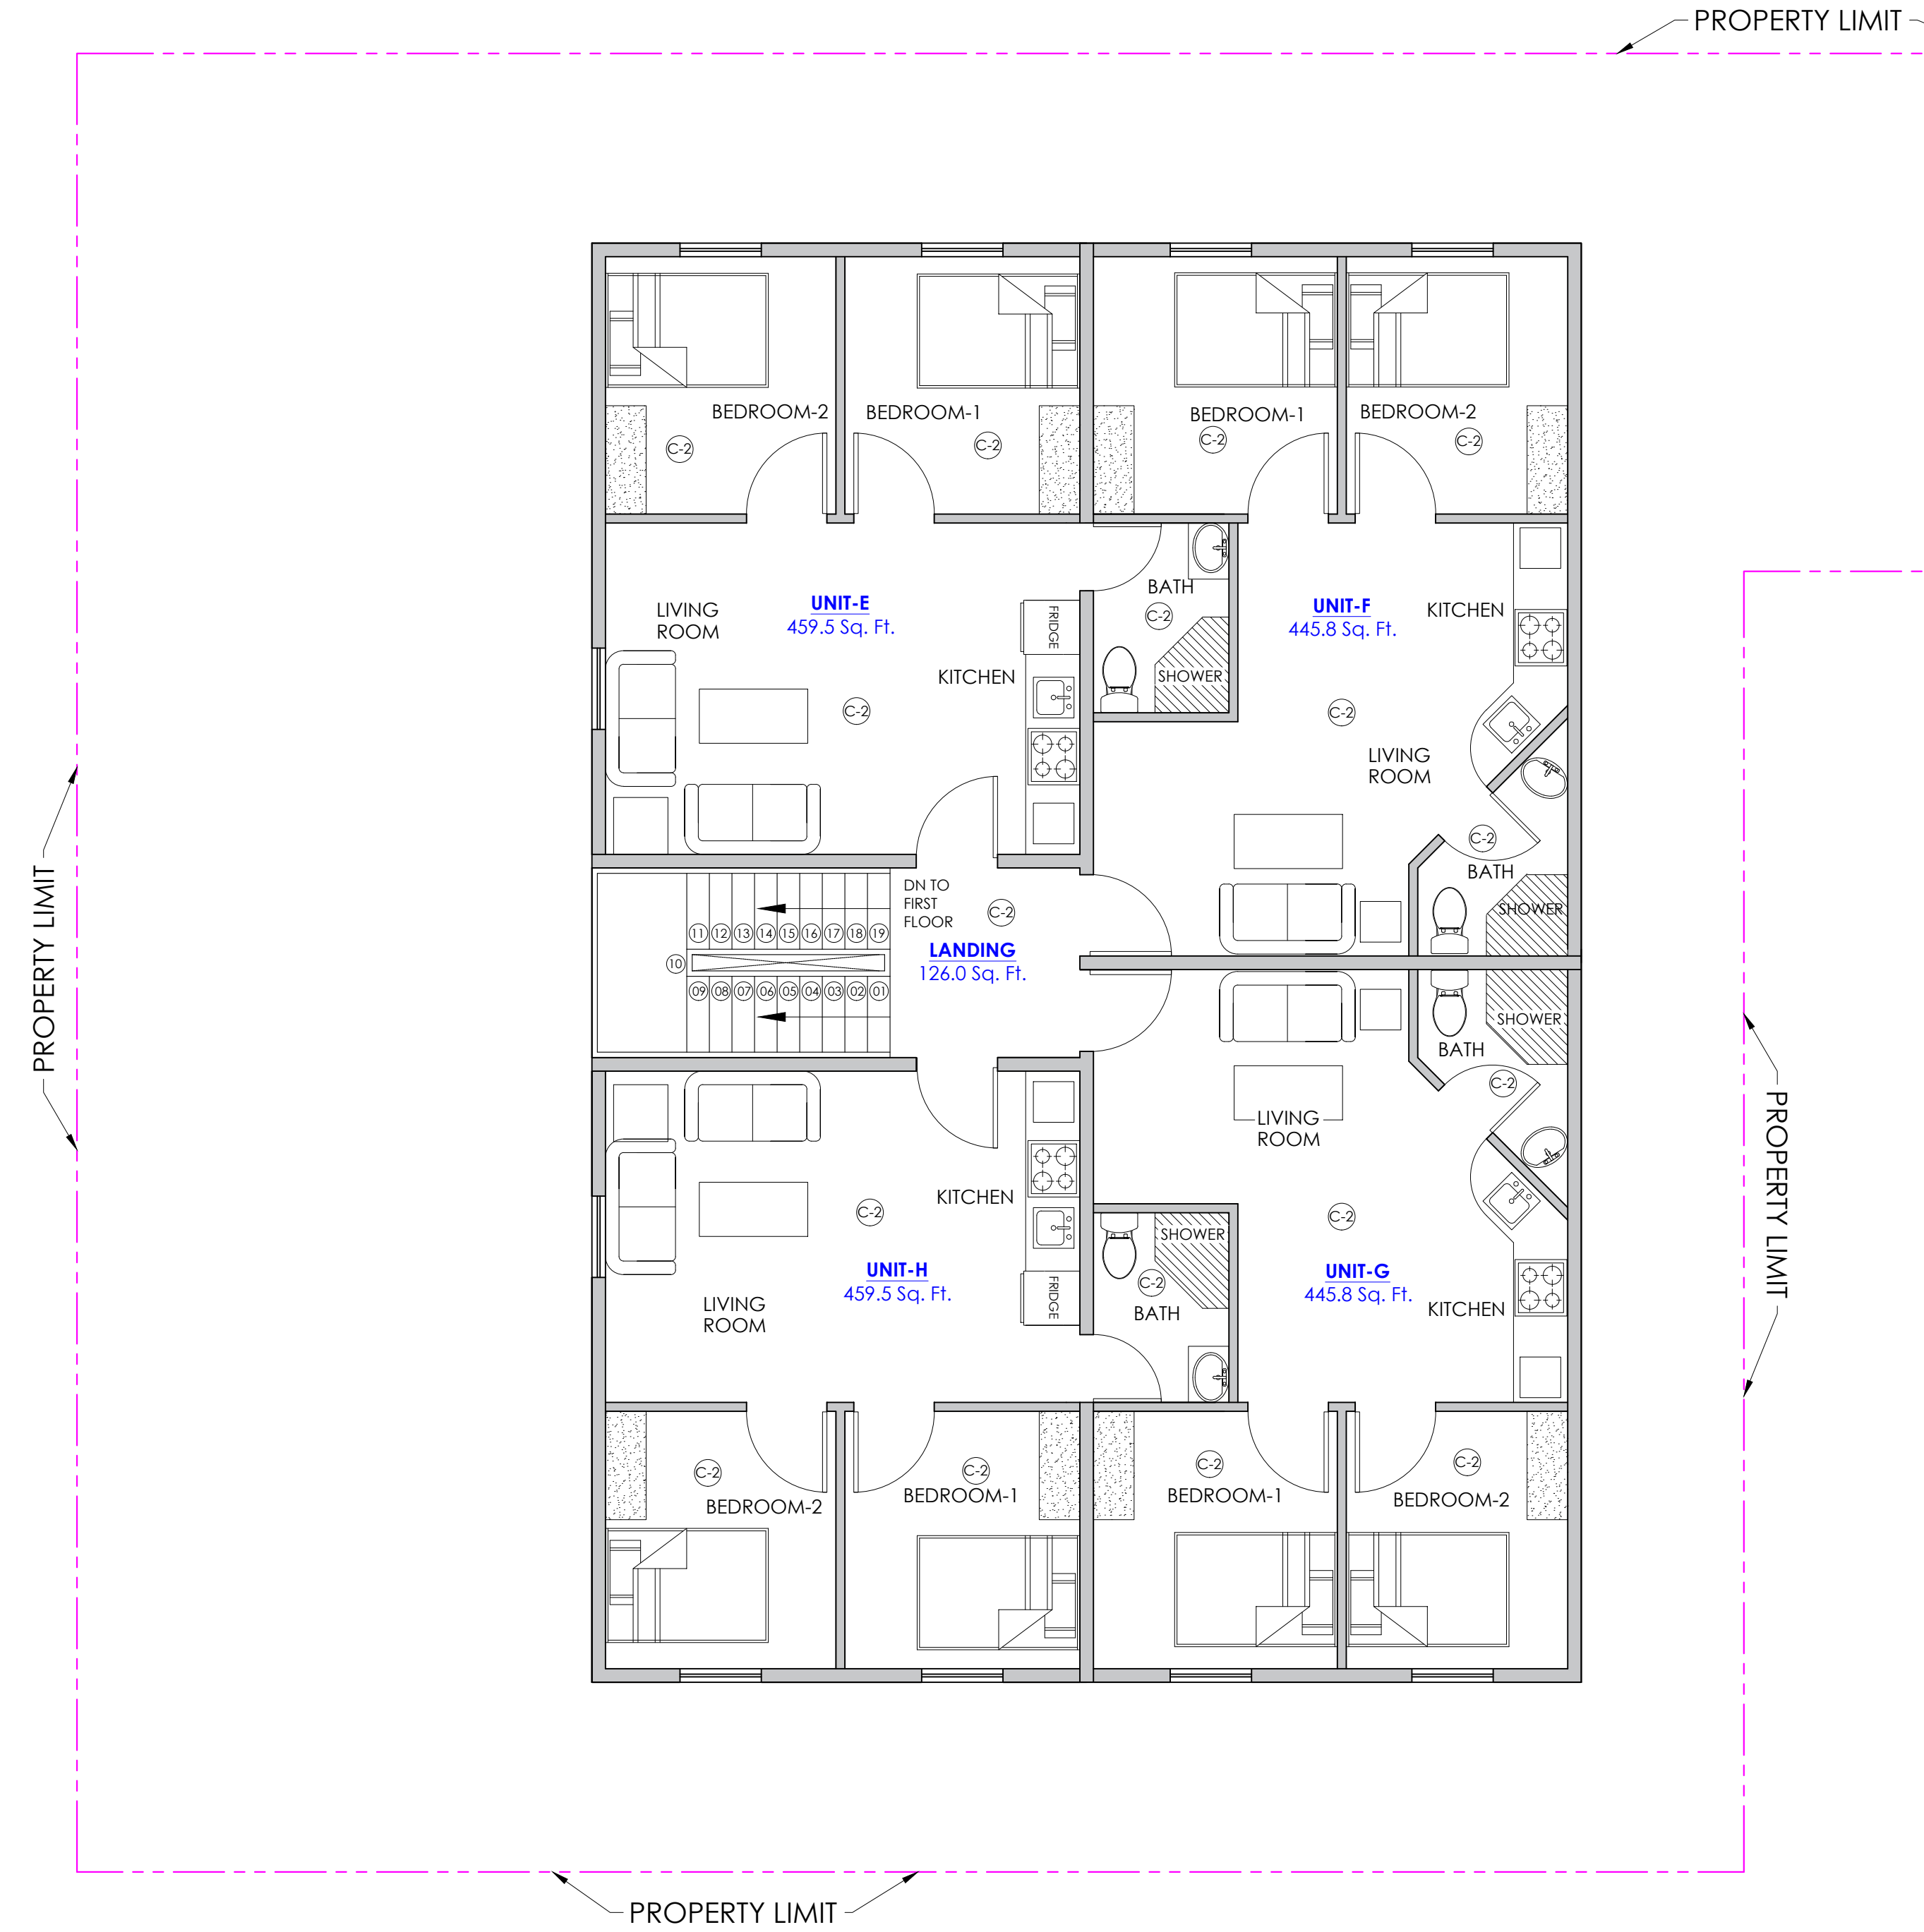 PROPERTY LIMIT
BEDROOM-2
BEDROOM-1
BEDROOM-1
BEDROOM-2
C-2
C-2
C-2
C-2
LIVING
ROOM
UNIT-E
459.5 Sq. Ft.
FRIDGE
KITCHEN
C-2
BATH
C-2
SHOWER
UNIT-F
445.8 Sq. Ft.
KITCHEN
C-2
LIVING
ROOM
C-2
BATH
SHOWER
DN TO
FIRST
FLOOR
C-2
11 12 13 14 15 16 17 18 19
10
09 08 07 06 05 04 03 02 01
LANDING
126.0 Sq. Ft.
PROPERTY LIMIT
PROPERTY LIMIT
SHOWER
BATH
C-2
LIVING
ROOM
C-2
UNIT-G
445.8 Sq. Ft.
KITCHEN
KITCHEN
C-2
UNIT-H
459.5 Sq. Ft.
FRIDGE
LIVING
ROOM
SHOWER
C-2
BATH
C-2
C-2
C-2
C-2
BEDROOM-2
BEDROOM-1
BEDROOM-1
BEDROOM-2
PROPERTY LIMIT